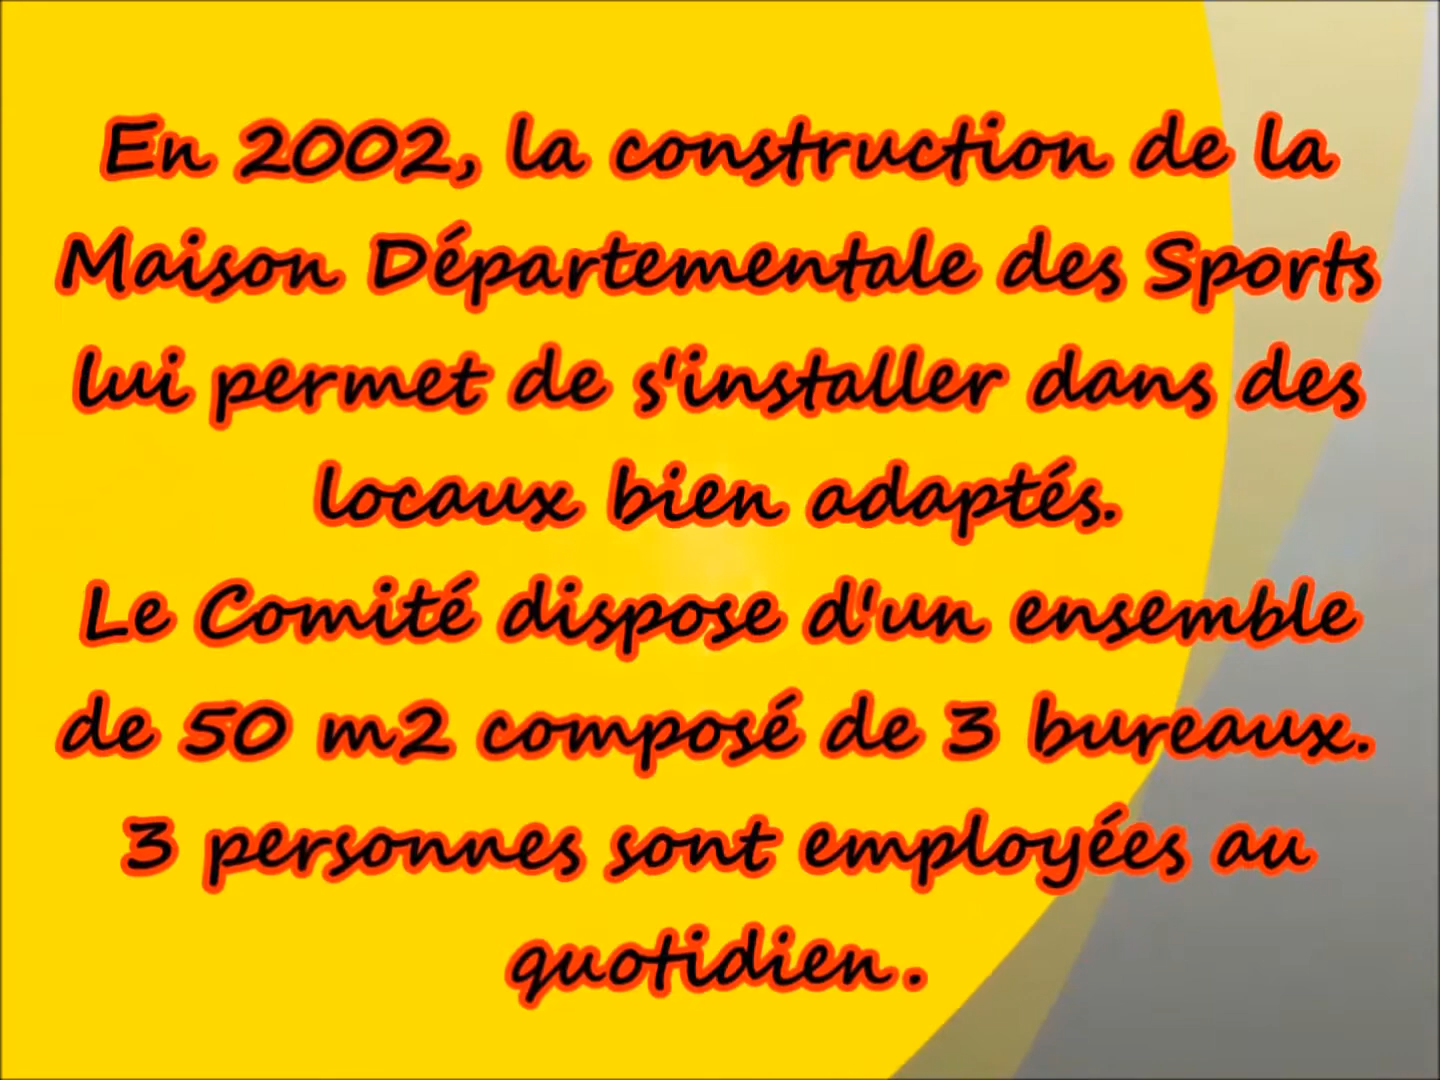 En 2002, la construction de la
Maison Départementale des Sports
lui permet de s'installer dans des
locaux bien adaptés.
Le Comité dispose d'un ensemble
de 50 m2 composé de 3 bureaux.
3 personnes sont employées au
quotidien.